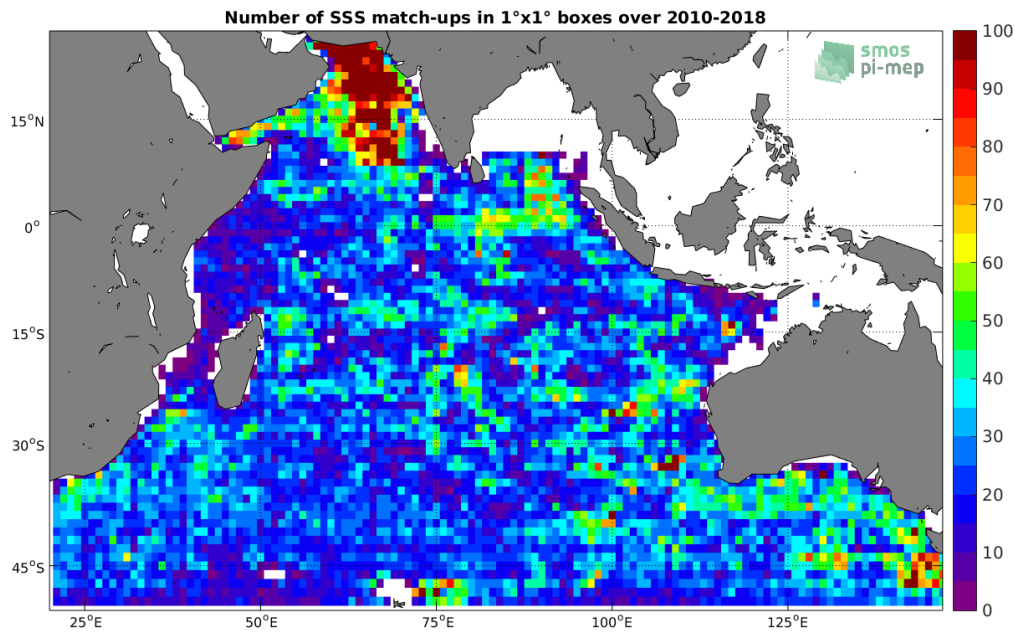 Number of SSS match-ups in 1°x1° boxes over 2010-2018
smos
pi-mep
100
90
80
70
60
50
40
30
20
10
0
15°N
0°
15°S
30°S
45°S
25°E
50°E
75°E
100°E
125°E